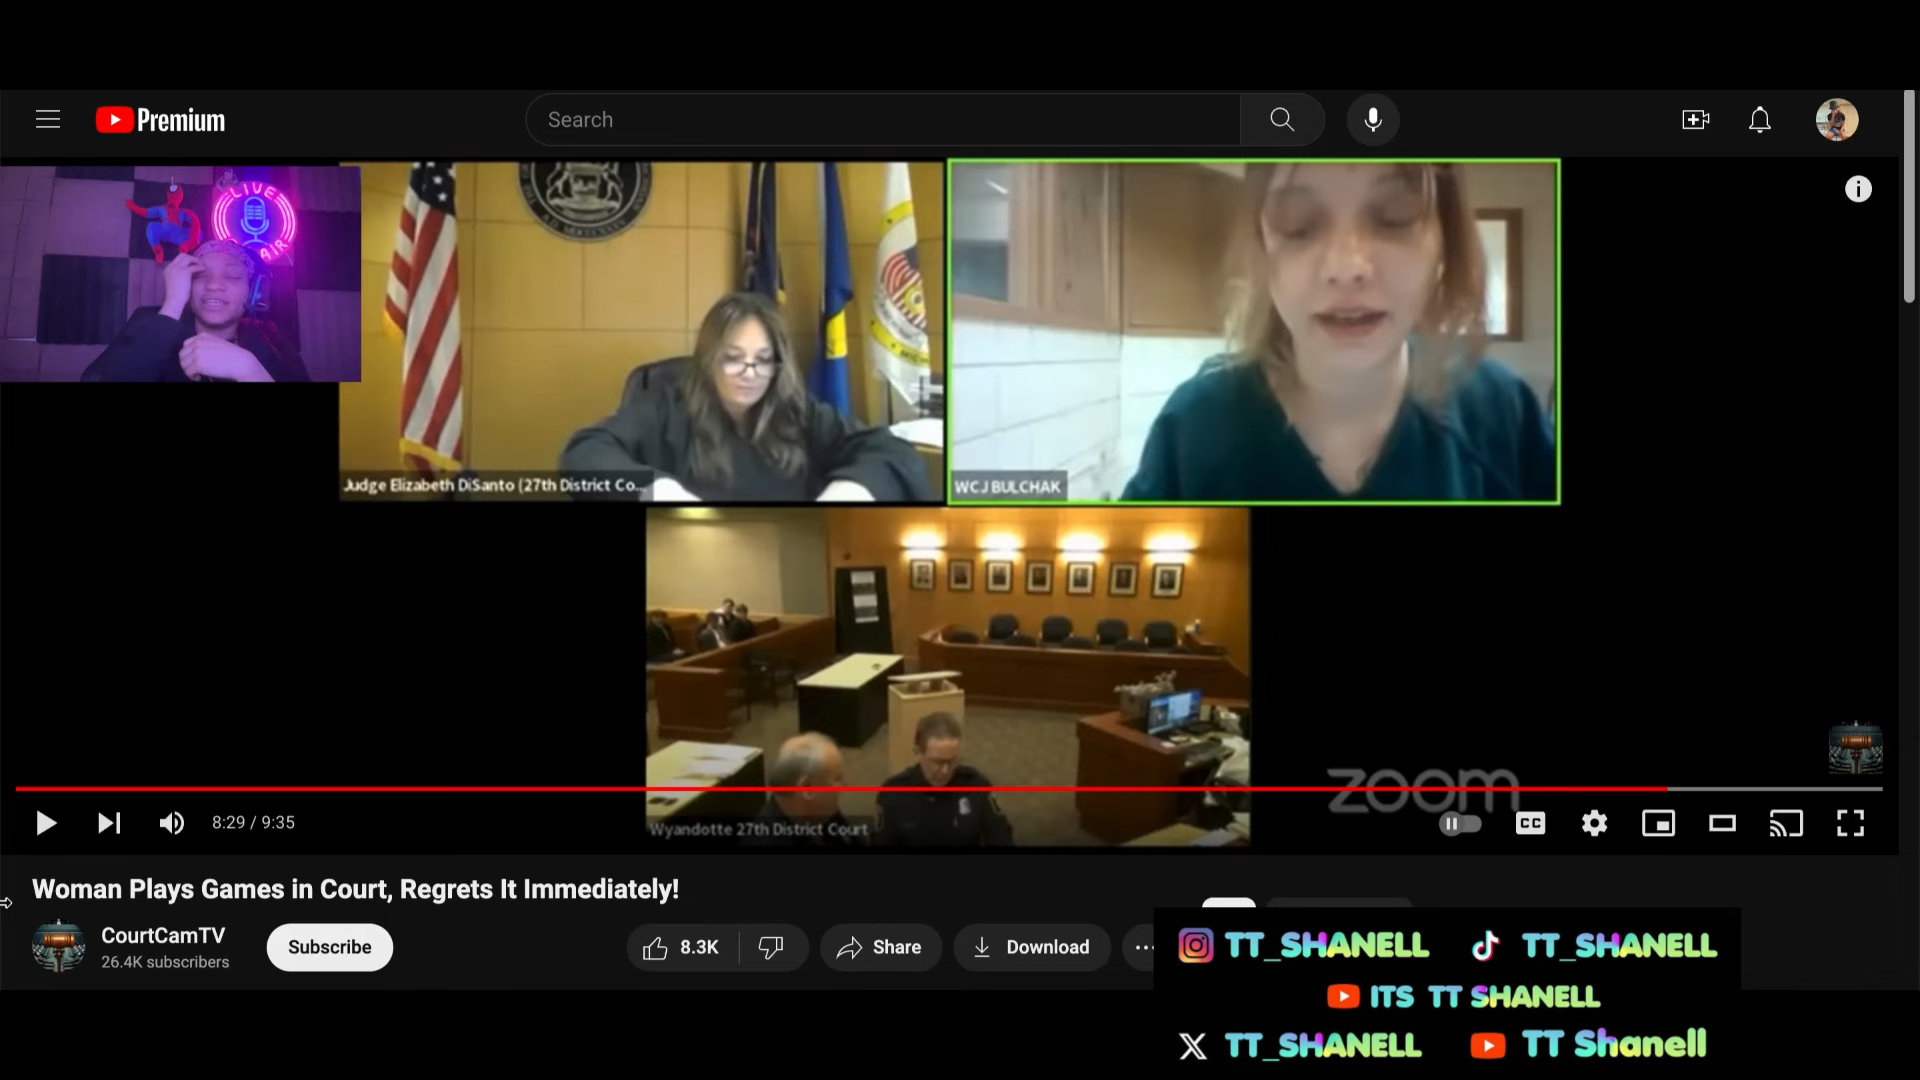 Premium
Search
LIVE
AIR
Judge Elizabeth DiSanto (27th District Co...
WCJ BULCHAK
zoom
Wyandotte 27th District Court
8:29 / 9:35
CC
Woman Plays Games in Court, Regrets It Immediately!
CourtCamTV
26.4K subscribers
Subscribe
8.3K
Share
Download
TT_SHANELL
TT_SHANELL
ITS TT SHANELL
TT_SHANELL
TT Shanell